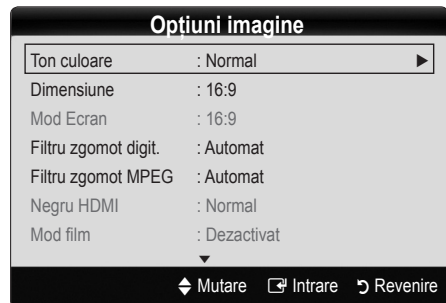 Opțiuni imagine
Ton culoare : Normal ►
Dimensiune : 16:9
Mod Ecran : 16:9
Filtru zgomot digit. : Automat
Filtru zgomot MPEG : Automat
Negru HDMI : Normal
Mod film : Dezactivat
▼
Mutare Intrare Revenire